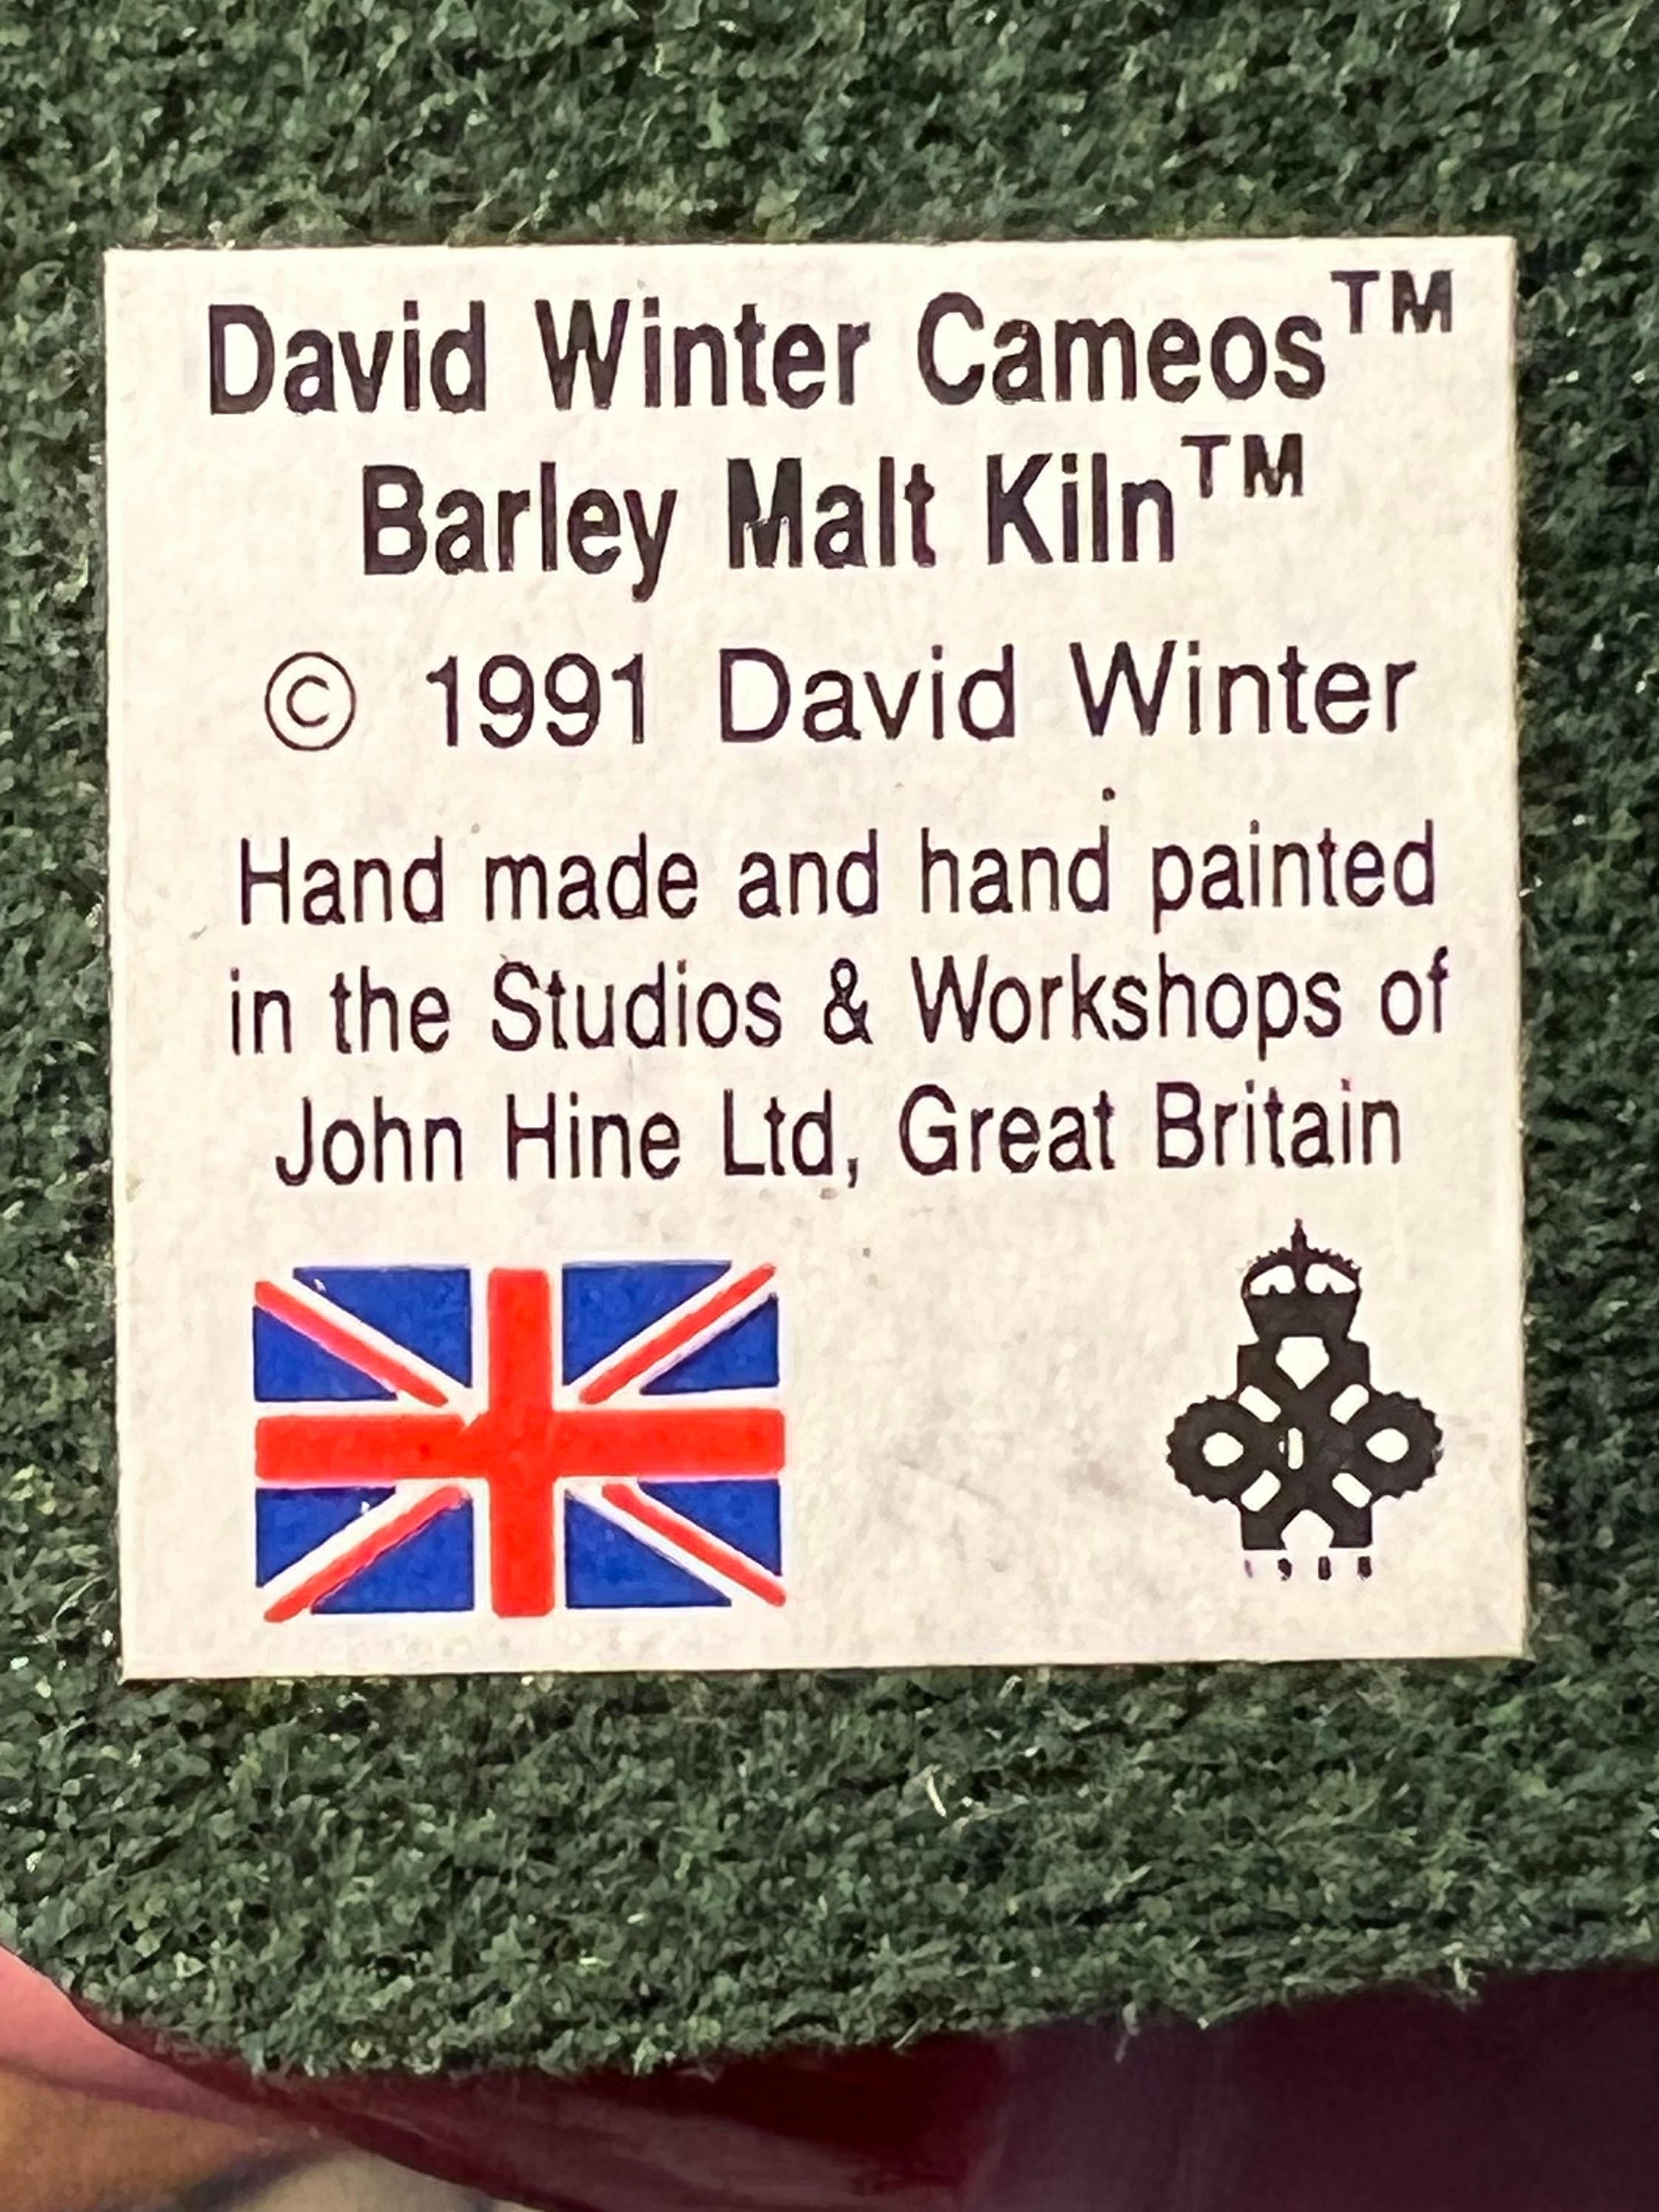 David Winter Cameos™
Barley Malt Kiln™
© 1991 David Winter
Hand made and hand painted
in the Studios & Workshops of
John Hine Ltd, Great Britain